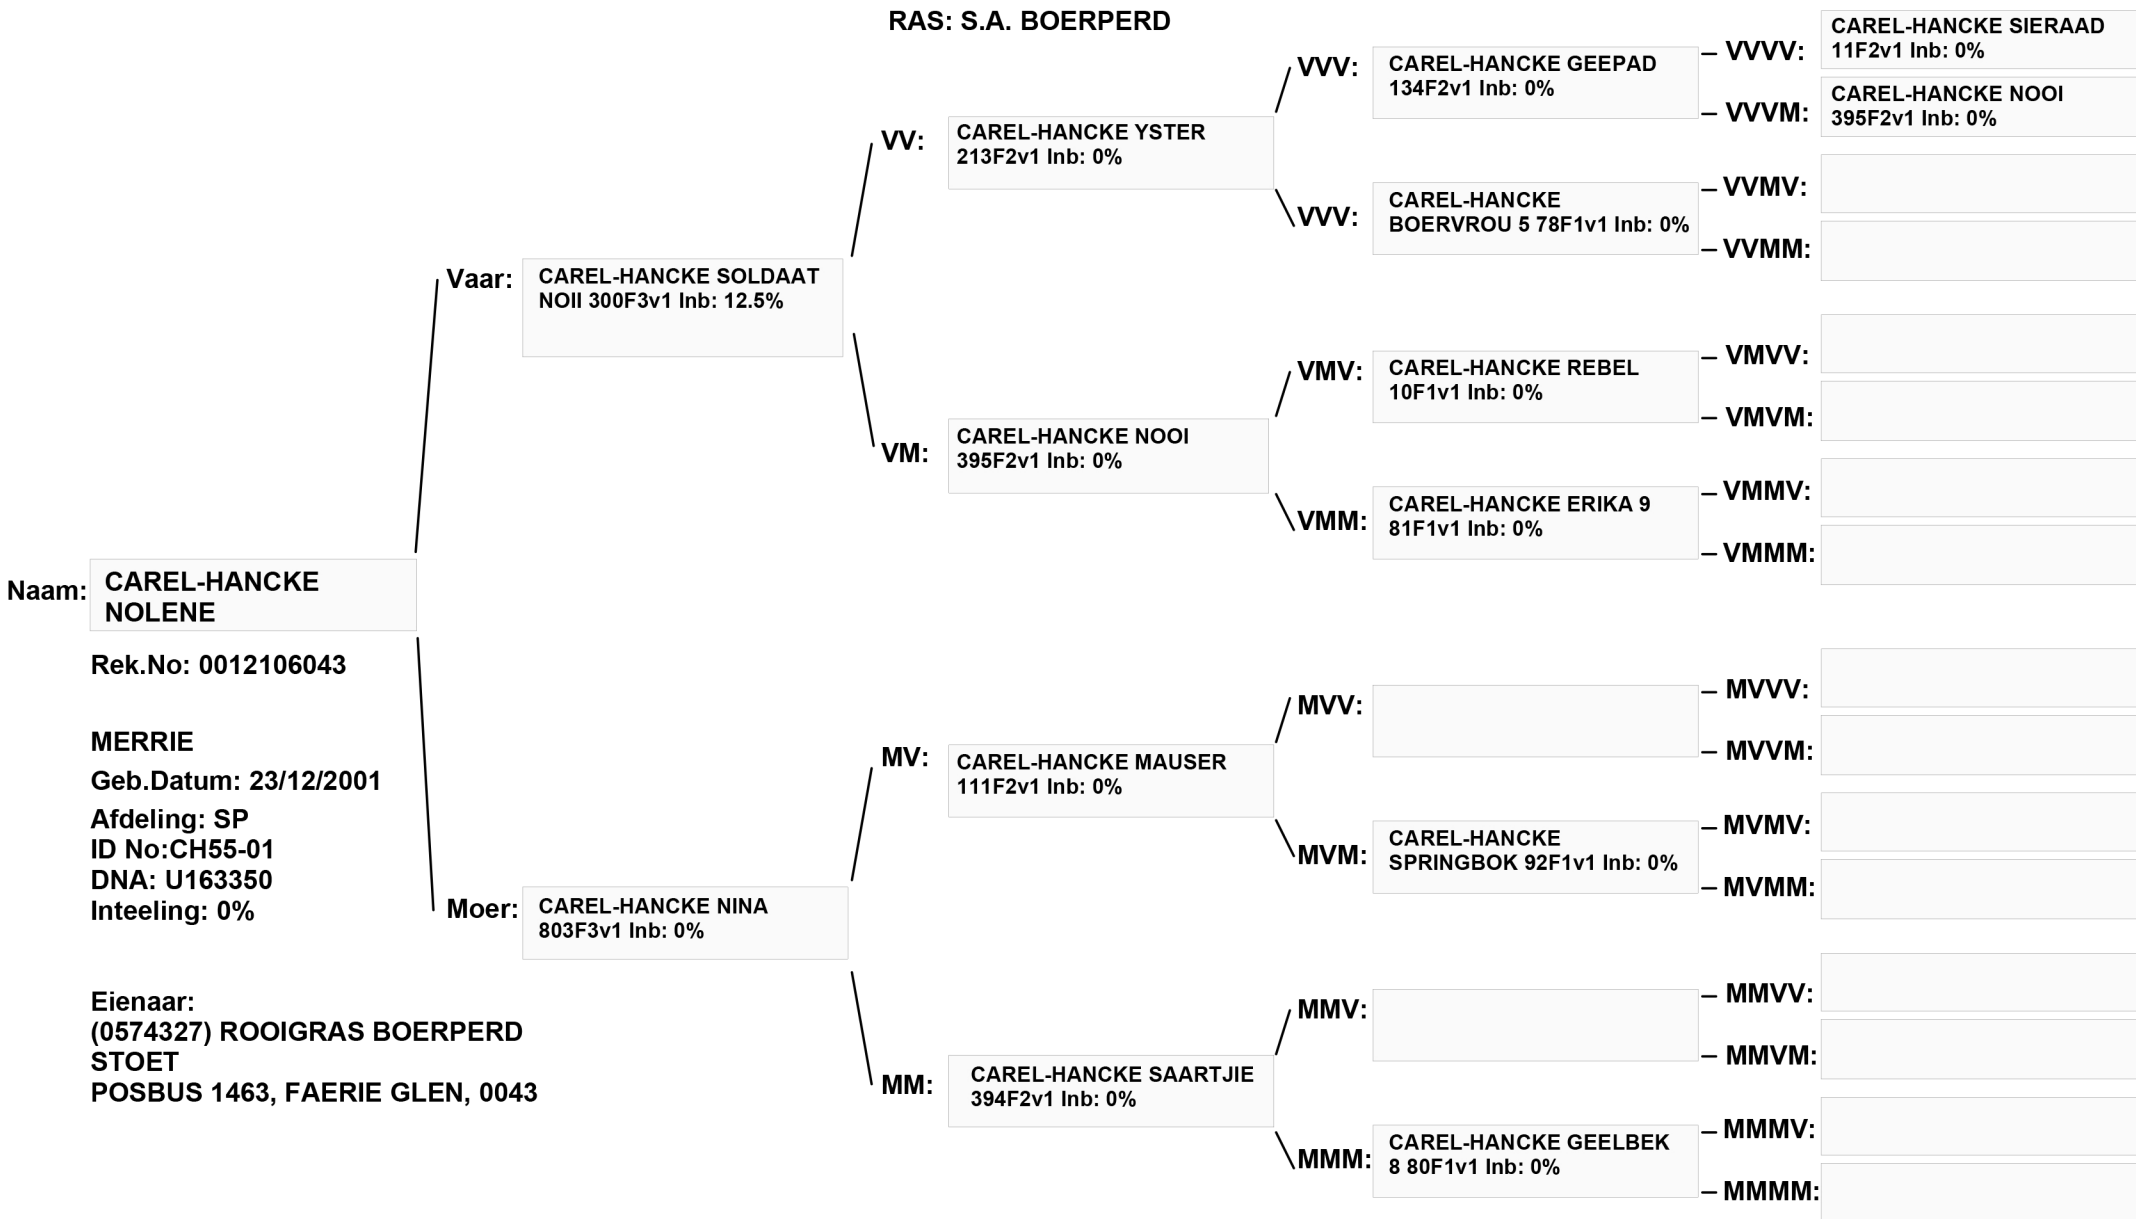 RAS: S.A. BOERPERD
Naam:
CAREL-HANCKE
NOLENE
Rek.No: 0012106043
MERRIE
Geb.Datum: 23/12/2001
Afdeling: SP
ID No:CH55-01
DNA: U163350
Inteeling: 0%
Eienaar:
(0574327) ROOIGRAS BOERPERD
STOET
POSBUS 1463, FAERIE GLEN, 0043
Vaar:
CAREL-HANCKE SOLDAAT
NOII 300F3v1 Inb: 12.5%
Moer:
CAREL-HANCKE NINA
803F3v1 Inb: 0%
VV:
CAREL-HANCKE YSTER
213F2v1 Inb: 0%
VM:
CAREL-HANCKE NOOI
395F2v1 Inb: 0%
MV:
CAREL-HANCKE MAUSER
111F2v1 Inb: 0%
MM:
CAREL-HANCKE SAARTJIE
394F2v1 Inb: 0%
VVV:
CAREL-HANCKE GEEPAD
134F2v1 Inb: 0%
VVV:
CAREL-HANCKE
BOERVROU 5 78F1v1 Inb: 0%
VMV:
CAREL-HANCKE REBEL
10F1v1 Inb: 0%
VMM:
CAREL-HANCKE ERIKA 9
81F1v1 Inb: 0%
MVV:
MVM:
CAREL-HANCKE
SPRINGBOK 92F1v1 Inb: 0%
MMV:
MMM:
CAREL-HANCKE GEELBEK
8 80F1v1 Inb: 0%
VVVV:
CAREL-HANCKE SIERAAD
11F2v1 Inb: 0%
VVVM:
CAREL-HANCKE NOOI
395F2v1 Inb: 0%
VVMV:
VVMM:
VMVV:
VMVM:
VMMV:
VMMM:
MVVV:
MVVM:
MVMV:
MVMM:
MMVV:
MMVM:
MMMV:
MMMM: